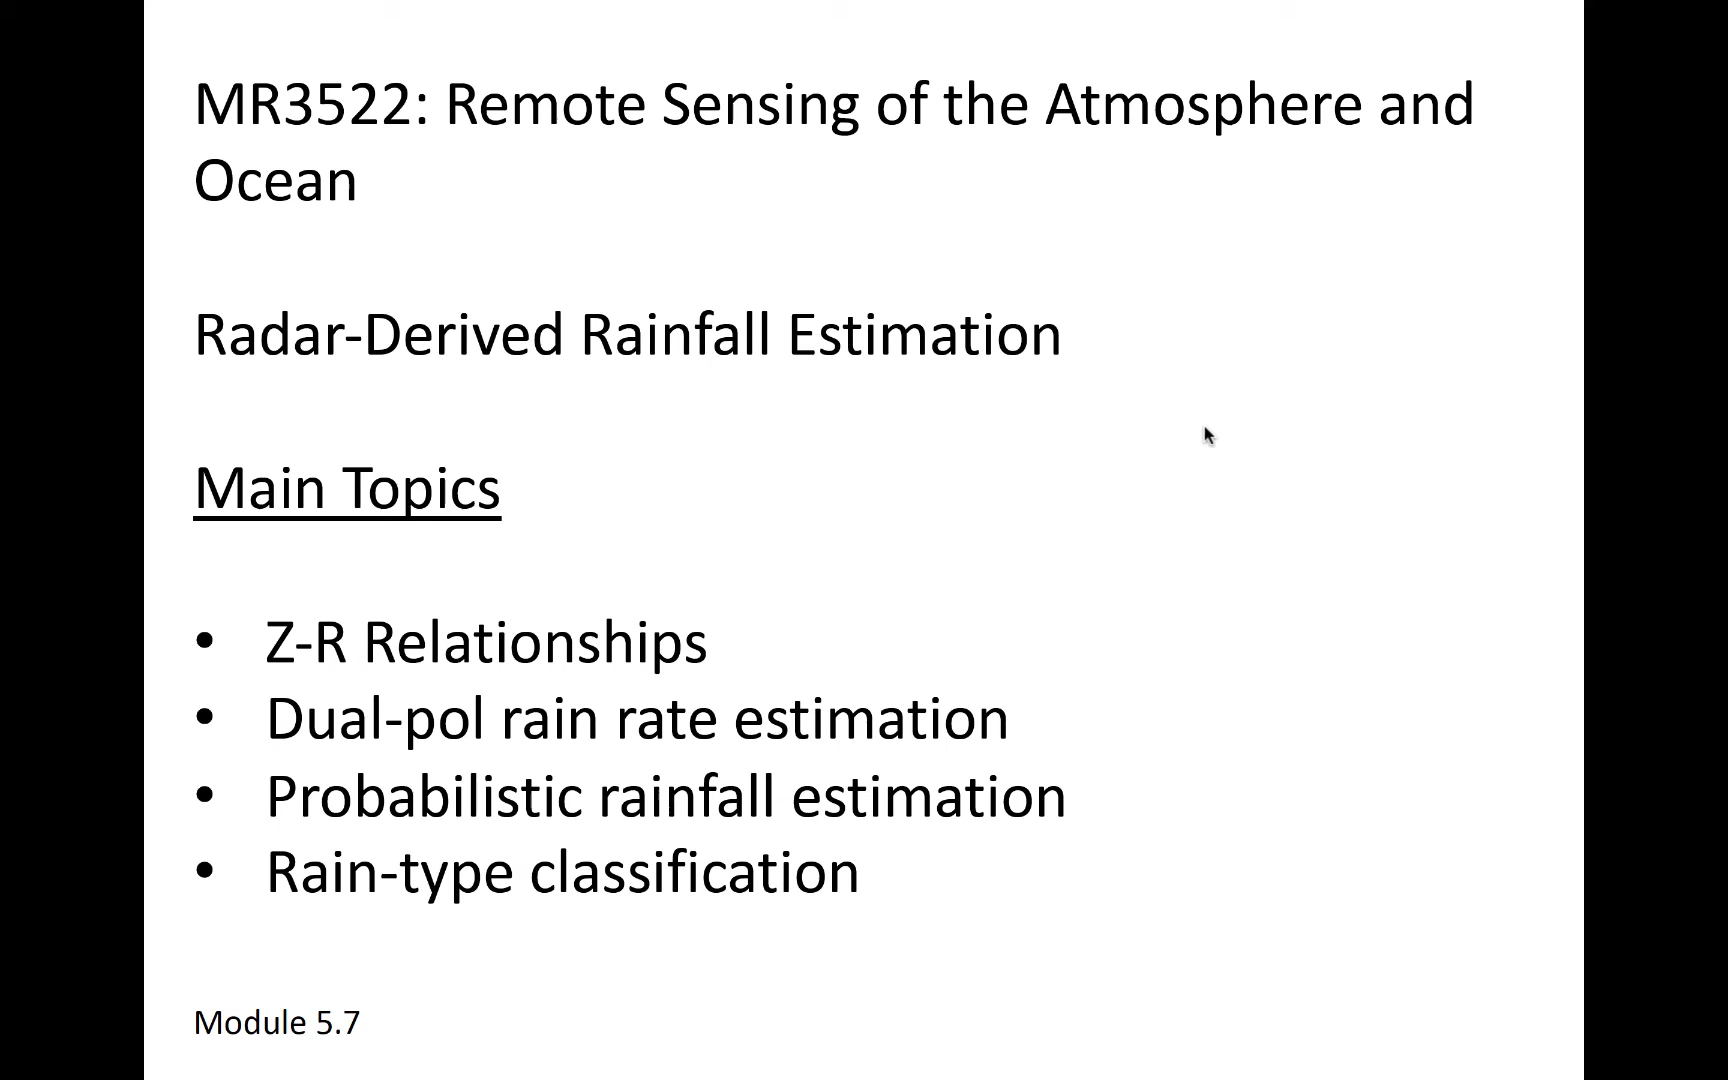 MR3522: Remote Sensing of the Atmosphere and
Ocean
Radar-Derived Rainfall Estimation
Main Topics
• Z-R Relationships
• Dual-pol rain rate estimation
• Probabilistic rainfall estimation
• Rain-type classification
Module 5.7